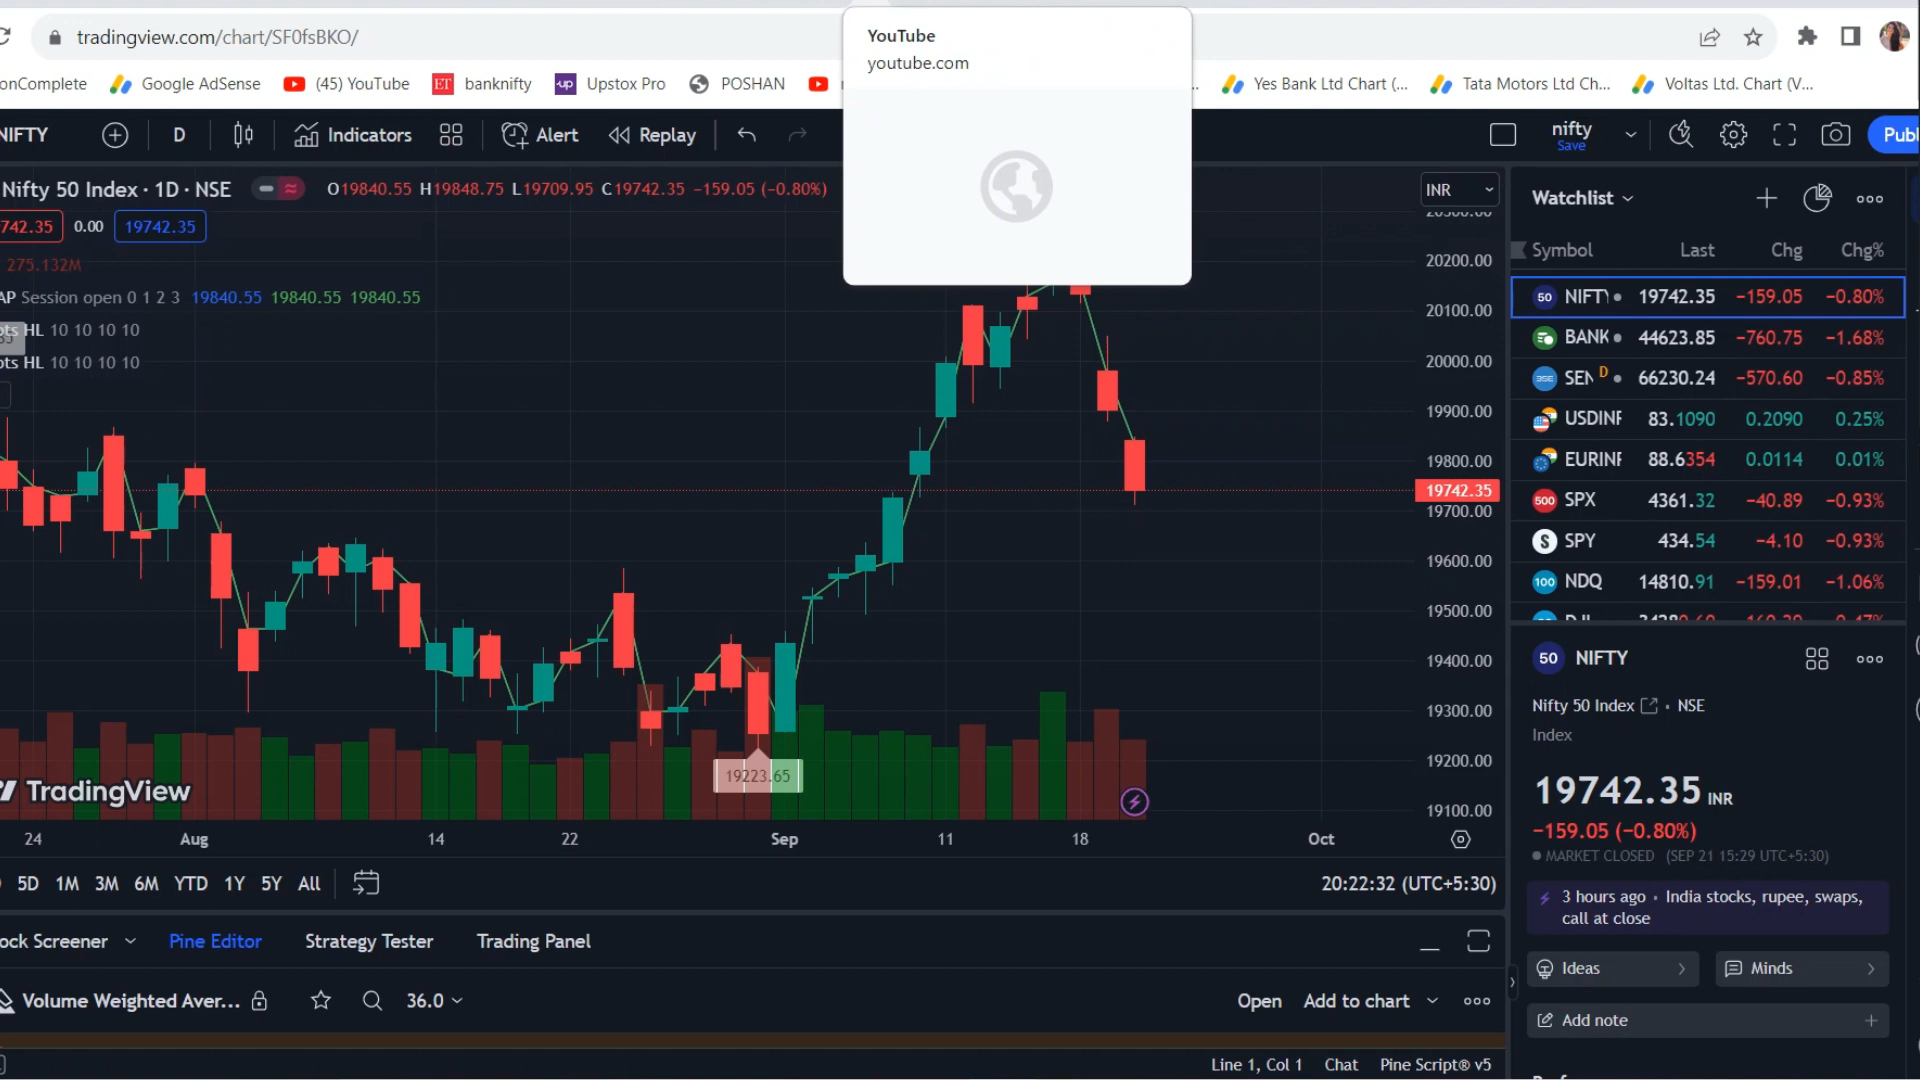 YouTube
youtube.com
tradingview.com/chart/SF0fsBKO/
onComplete Google AdSense (45) YouTube ET banknifty up Upstox Pro POSHAN Yes Bank Ltd Chart (... Tata Motors Ltd Ch... Voltas Ltd. Chart (V...
NIFTY D Indicators Alert Replay nifty Save Publ
Nifty 50 Index · 1D · NSE O19840.55 H19848.75 L19709.95 C19742.35 −159.05 (−0.80%)
742.35 0.00 19742.35
275.132M
AP Session open 0 1 2 3 19840.55 19840.55 19840.55
ots HL 10 10 10 10
ots HL 10 10 10 10
INR
20300.00
20200.00
20100.00
20000.00
19900.00
19800.00
19742.35
19700.00
19600.00
19500.00
19400.00
19300.00
19200.00
19100.00
19223.65
TradingView
24 Aug 14 22 Sep 11 18 Oct
5D 1M 3M 6M YTD 1Y 5Y All 20:22:32 (UTC+5:30)
ock Screener Pine Editor Strategy Tester Trading Panel
Volume Weighted Aver... 36.0 Open Add to chart
Line 1, Col 1 Chat Pine Script® v5
Watchlist
Symbol Last Chg Chg%
50 NIFTY 19742.35 −159.05 −0.80%
BANK 44623.85 −760.75 −1.68%
BSE SEN D 66230.24 −570.60 −0.85%
USDINR 83.1090 0.2090 0.25%
EURINR 88.6354 0.0114 0.01%
500 SPX 4361.32 −40.89 −0.93%
S SPY 434.54 −4.10 −0.93%
100 NDQ 14810.91 −159.01 −1.06%
50 NIFTY
Nifty 50 Index · NSE
Index
19742.35 INR
−159.05 (−0.80%)
MARKET CLOSED (SEP 21 15:29 UTC+5:30)
3 hours ago · India stocks, rupee, swaps,
call at close
Ideas Minds
Add note